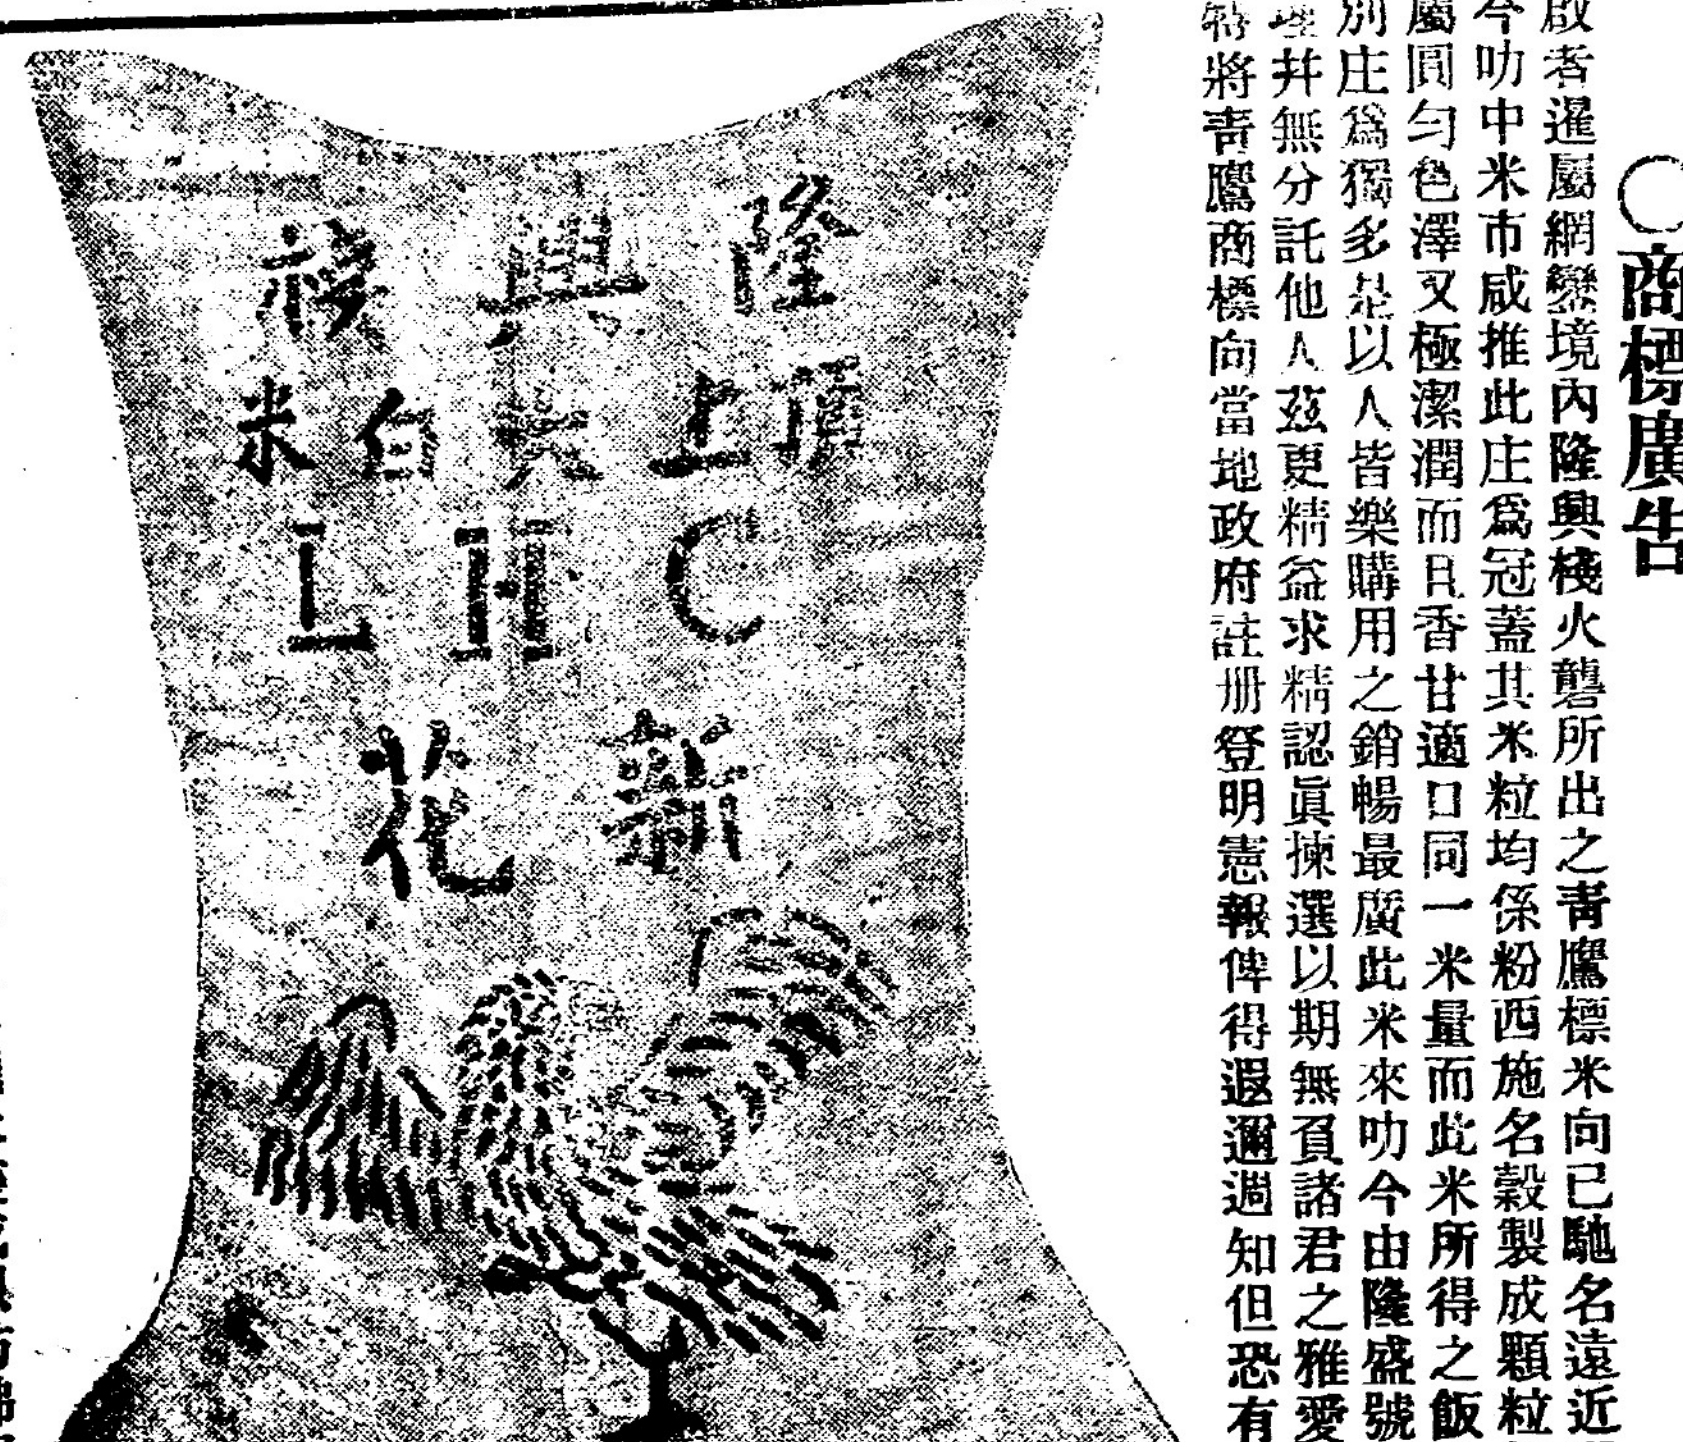 ○商標廣告
啟者暹屬網巒境內隆興棧火礱所出之青鷹標米向已馳名遠近
今叻中米市咸推此庄爲冠蓋其米粒均係粉西施名穀製成顆粒
屬圓勻色澤又極潔潤而且香甘適口同一米量而此米所得之飯
別庄爲獨多是以人皆樂購用之銷暢最廣此米來叻今由隆盛號
理幷無分託他人茲更精益求精認眞揀選以期無負諸君之雅愛
特將青鷹商標向當地政府註册登明憲報俾得遐邇週知但恐有
隆興棧
上 白米
C H L
新花